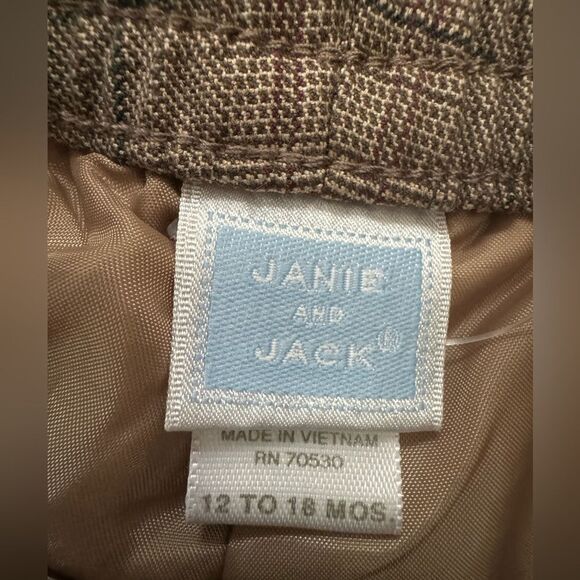 JANIE
AND
JACK®
MADE IN VIETNAM
RN 70530
12 TO 18 MOS.